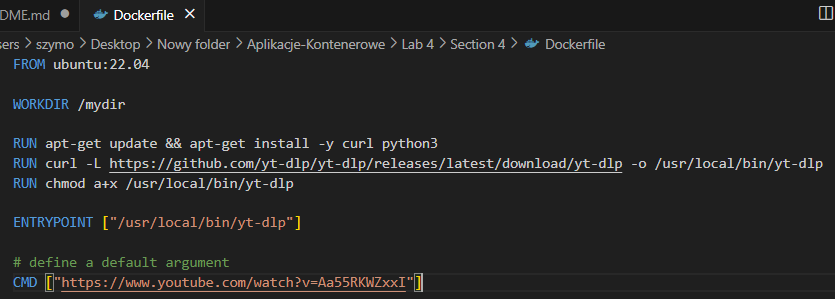 DME.md Dockerfile
sers > szymo > Desktop > Nowy folder > Aplikacje-Kontenerowe > Lab 4 > Section 4 > Dockerfile
FROM ubuntu:22.04
WORKDIR /mydir
RUN apt-get update && apt-get install -y curl python3
RUN curl -L https://github.com/yt-dlp/yt-dlp/releases/latest/download/yt-dlp -o /usr/local/bin/yt-dlp
RUN chmod a+x /usr/local/bin/yt-dlp
ENTRYPOINT ["/usr/local/bin/yt-dlp"]
# define a default argument
CMD ["https://www.youtube.com/watch?v=Aa55RKWZxxI"]